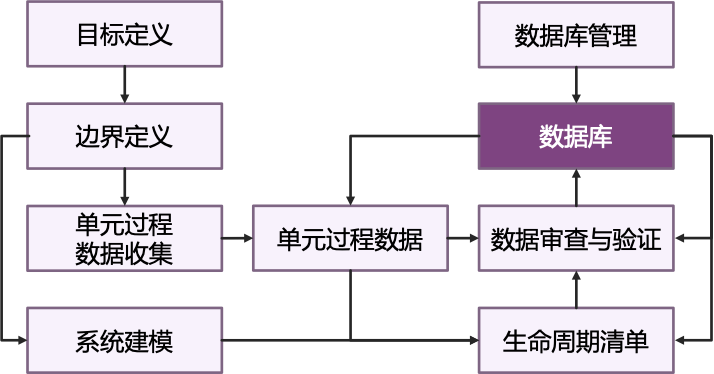 目标定义
数据库管理
边界定义
数据库
单元过程
数据收集
单元过程数据
数据审查与验证
系统建模
生命周期清单